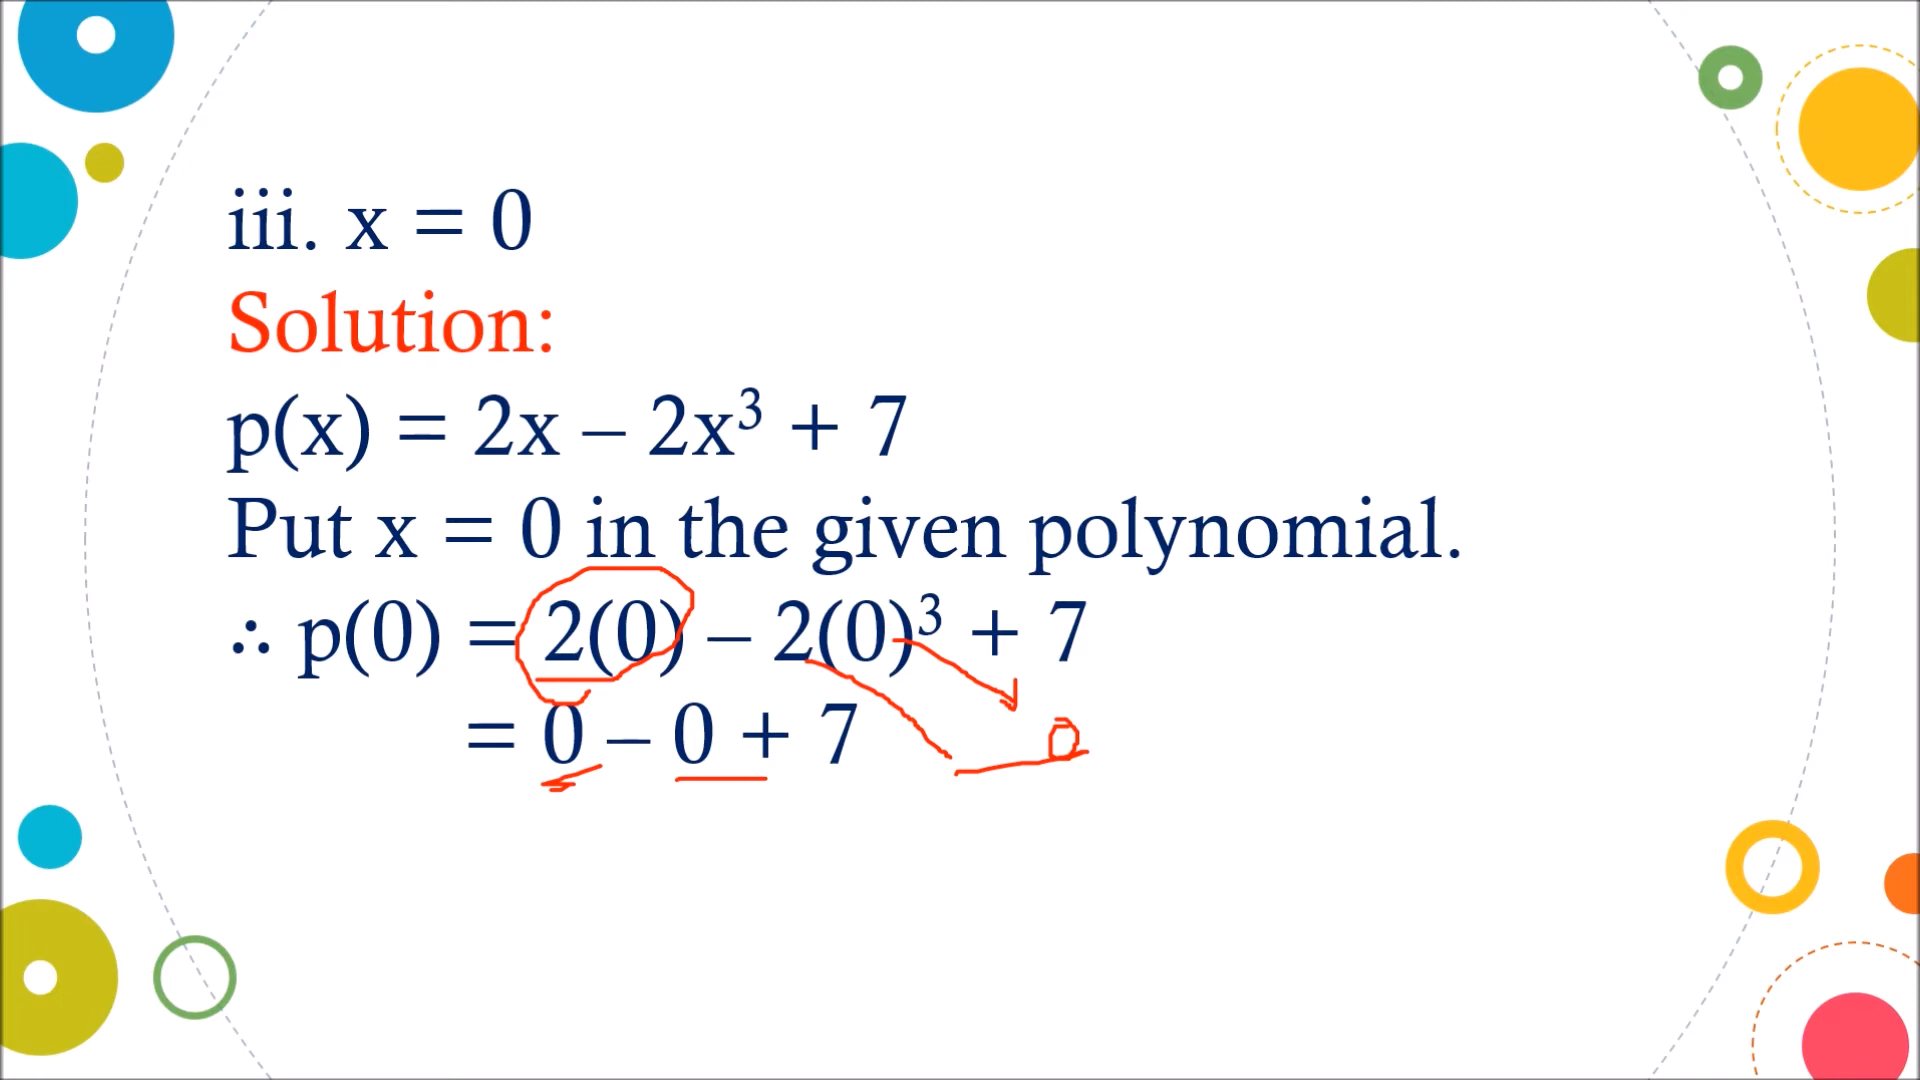 iii. x = 0
Solution:
p(x) = 2x – 2x³ + 7
Put x = 0 in the given polynomial.
∴ p(0) = 2(0) – 2(0)³ + 7
= 0 – 0 + 7
0